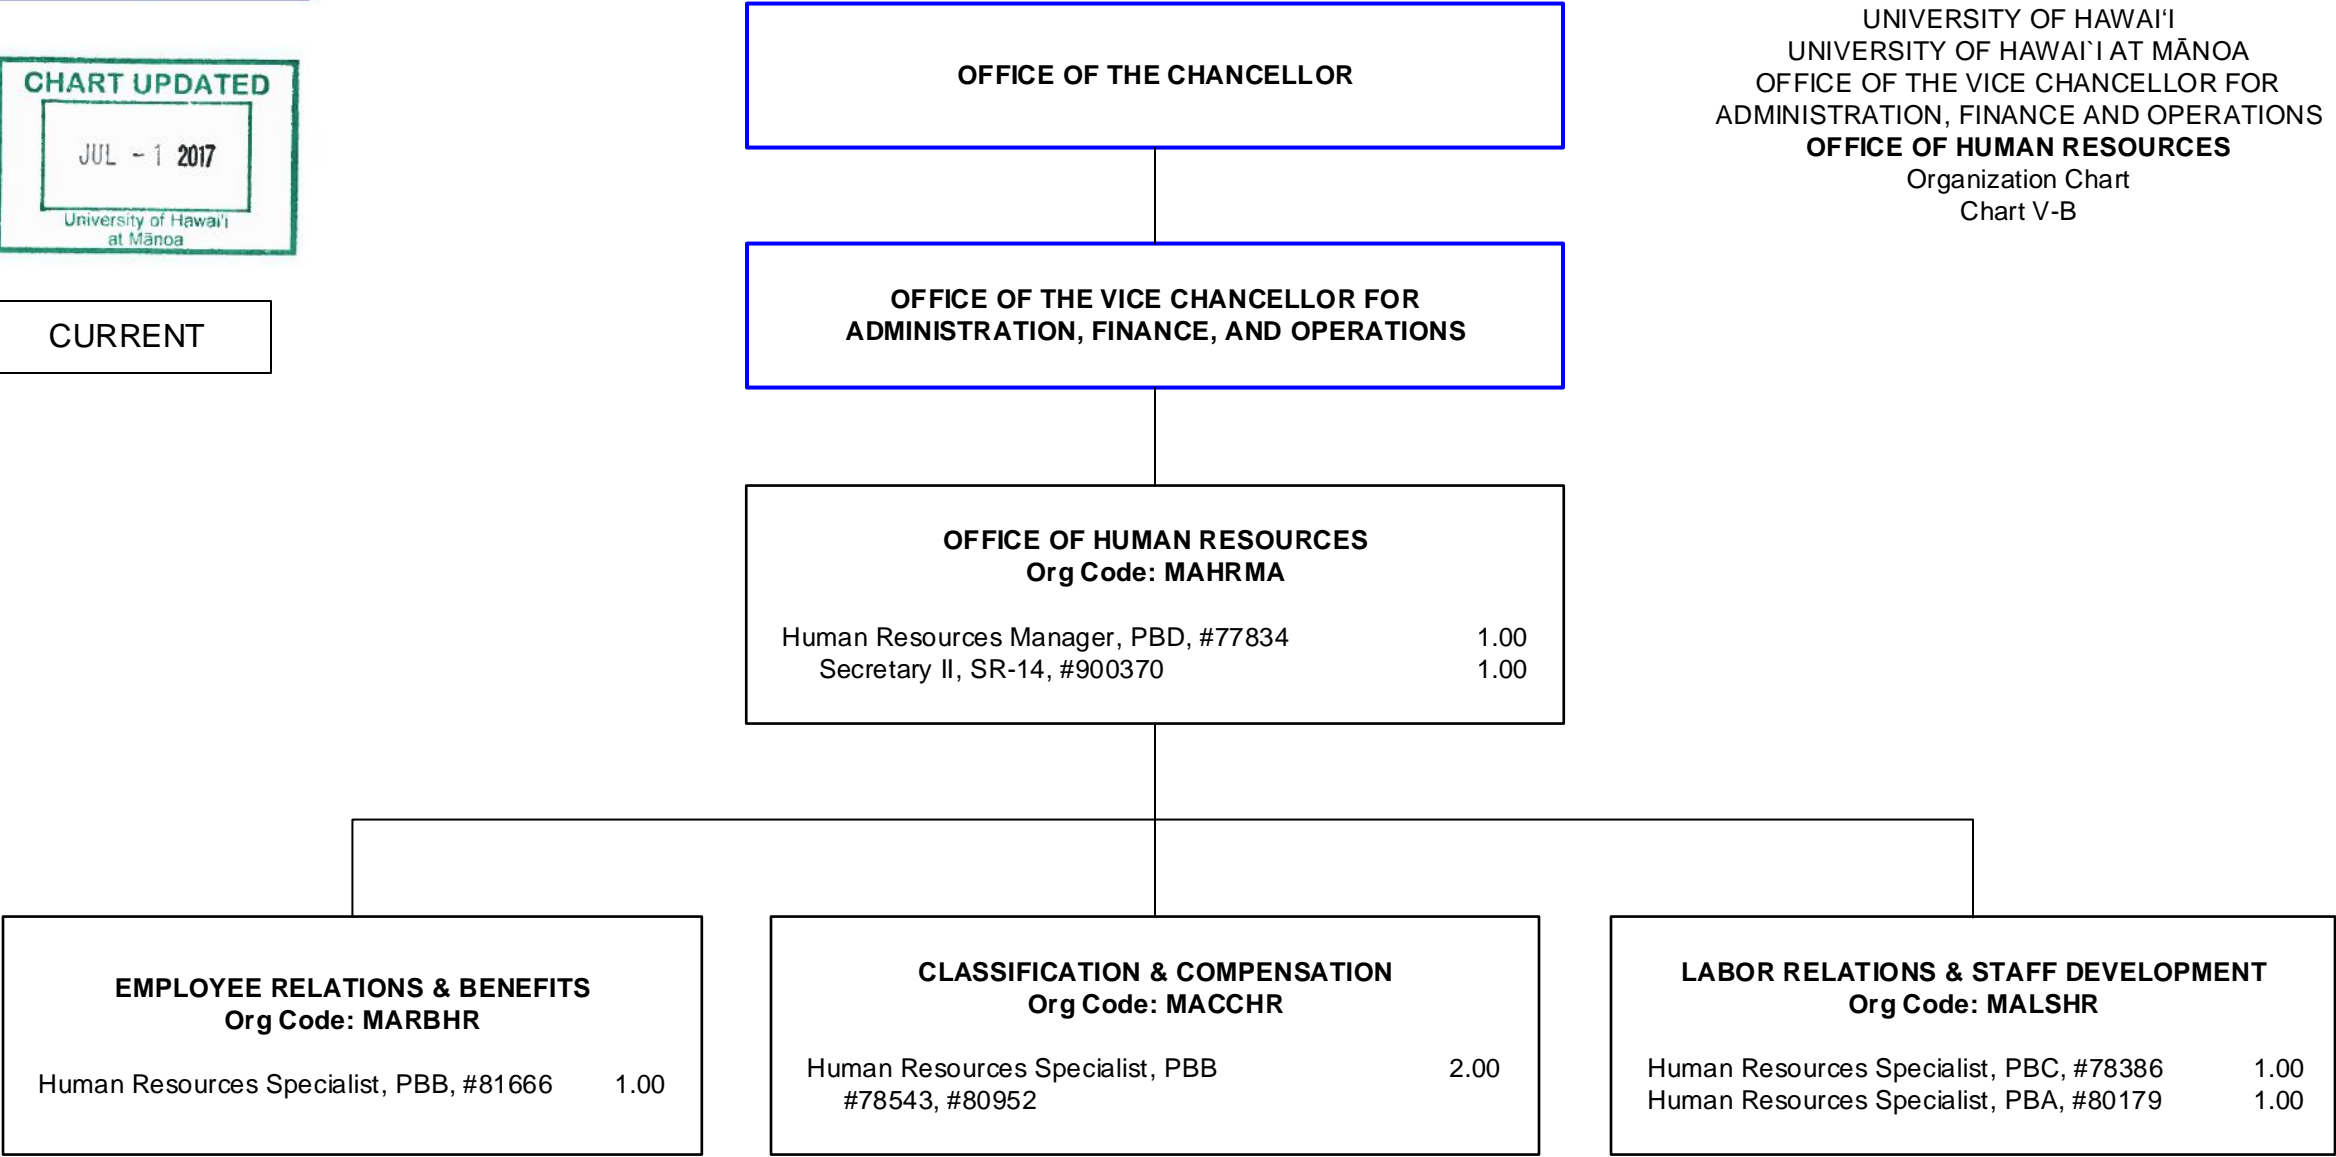 CHART UPDATED
JUL - 1 2017
University of Hawai'i
at Mānoa
CURRENT
UNIVERSITY OF HAWAIʻI
UNIVERSITY OF HAWAI`I AT MĀNOA
OFFICE OF THE VICE CHANCELLOR FOR
ADMINISTRATION, FINANCE AND OPERATIONS
OFFICE OF HUMAN RESOURCES
Organization Chart
Chart V-B
OFFICE OF THE CHANCELLOR
OFFICE OF THE VICE CHANCELLOR FOR
ADMINISTRATION, FINANCE, AND OPERATIONS
OFFICE OF HUMAN RESOURCES
Org Code: MAHRMA
Human Resources Manager, PBD, #77834 1.00
Secretary II, SR-14, #900370 1.00
EMPLOYEE RELATIONS & BENEFITS
Org Code: MARBHR
Human Resources Specialist, PBB, #81666 1.00
CLASSIFICATION & COMPENSATION
Org Code: MACCHR
Human Resources Specialist, PBB 2.00
#78543, #80952
LABOR RELATIONS & STAFF DEVELOPMENT
Org Code: MALSHR
Human Resources Specialist, PBC, #78386 1.00
Human Resources Specialist, PBA, #80179 1.00